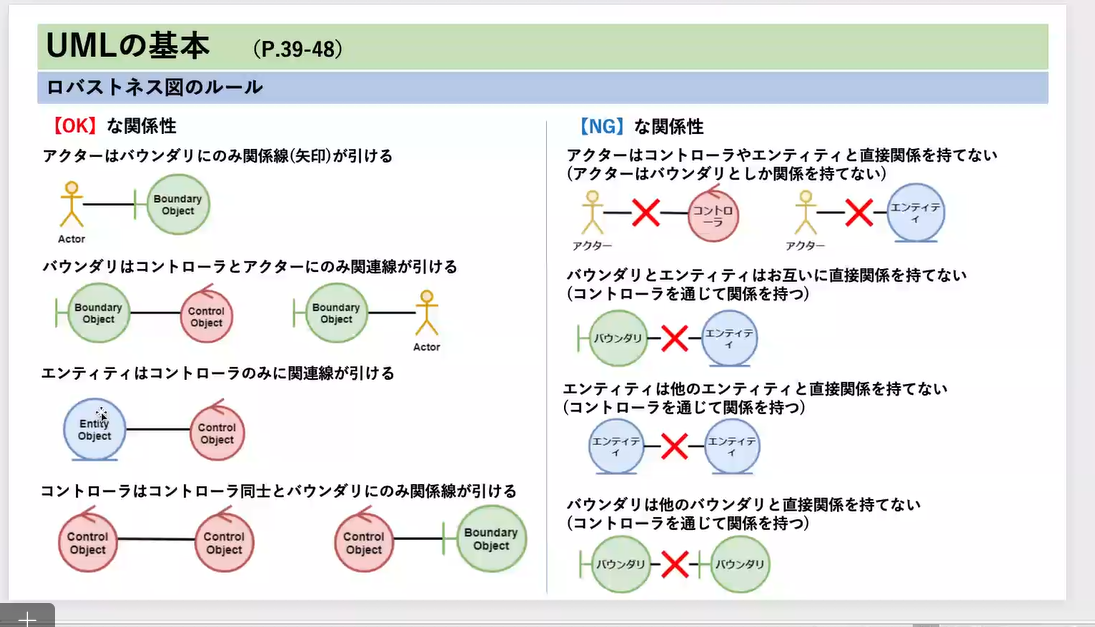 UMLの基本 (P.39-48)
ロバストネス図のルール
【OK】な関係性
アクターはバウンダリにのみ関係線(矢印)が引ける
Boundary
Object
Actor
バウンダリはコントローラとアクターにのみ関連線が引ける
Boundary
Object
Control
Object
Boundary
Object
Actor
エンティティはコントローラのみに関連線が引ける
Entity
Object
Control
Object
コントローラはコントローラ同士とバウンダリにのみ関係線が引ける
Control
Object
Control
Object
Control
Object
Boundary
Object
【NG】な関係性
アクターはコントローラやエンティティと直接関係を持てない
(アクターはバウンダリとしか関係を持てない)
アクター
コントロ
ーラ
アクター
エンティテ
ィ
バウンダリとエンティティはお互いに直接関係を持てない
(コントローラを通じて関係を持つ)
バウンダリ
エンティテ
ィ
エンティティは他のエンティティと直接関係を持てない
(コントローラを通じて関係を持つ)
エンティテ
ィ
エンティテ
ィ
バウンダリは他のバウンダリと直接関係を持てない
(コントローラを通じて関係を持つ)
バウンダリ
バウンダリ